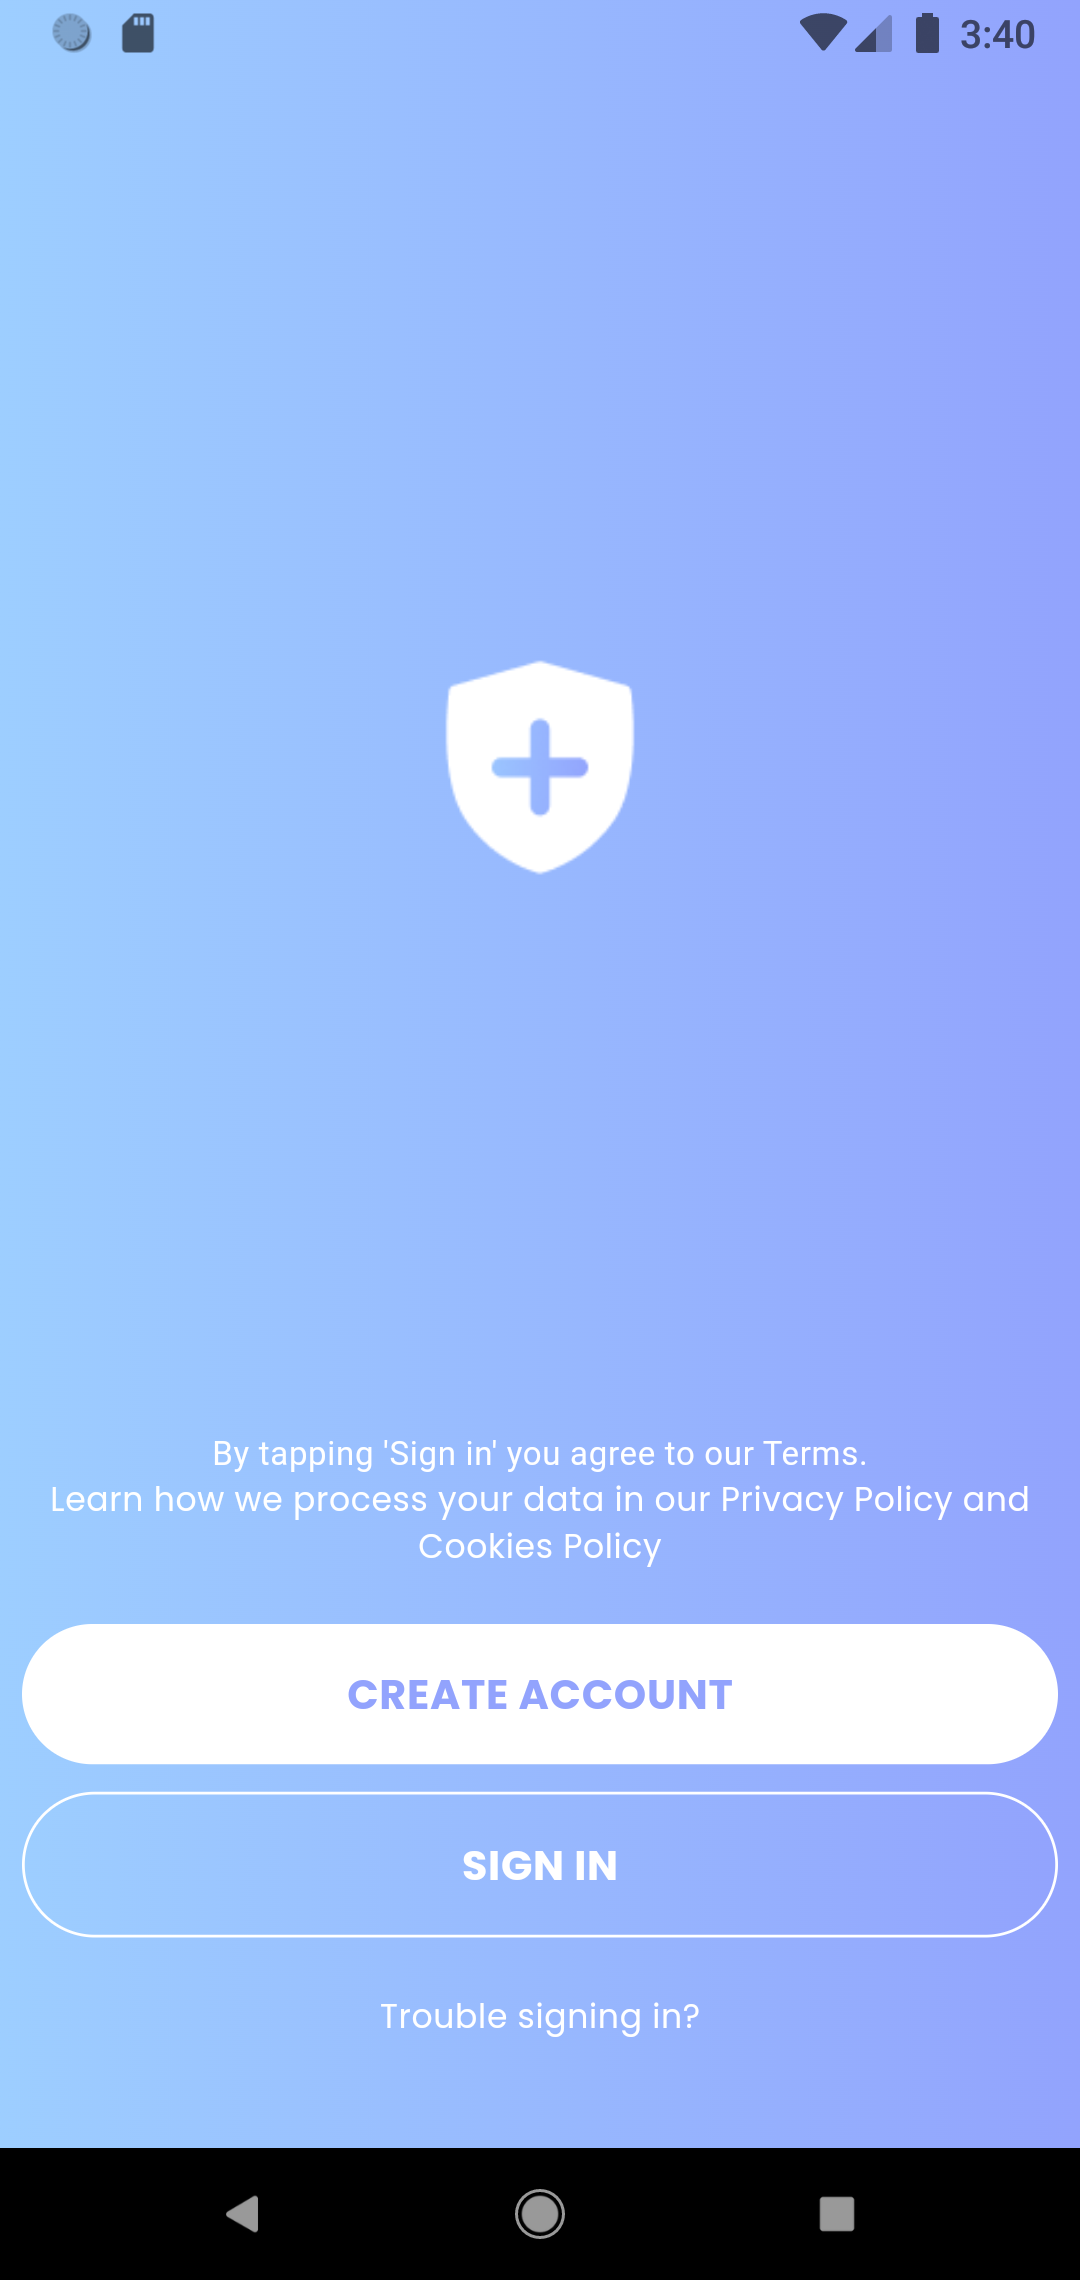 3:40
By tapping 'Sign in' you agree to our Terms.
Learn how we process your data in our Privacy Policy and
Cookies Policy
CREATE ACCOUNT
SIGN IN
Trouble signing in?